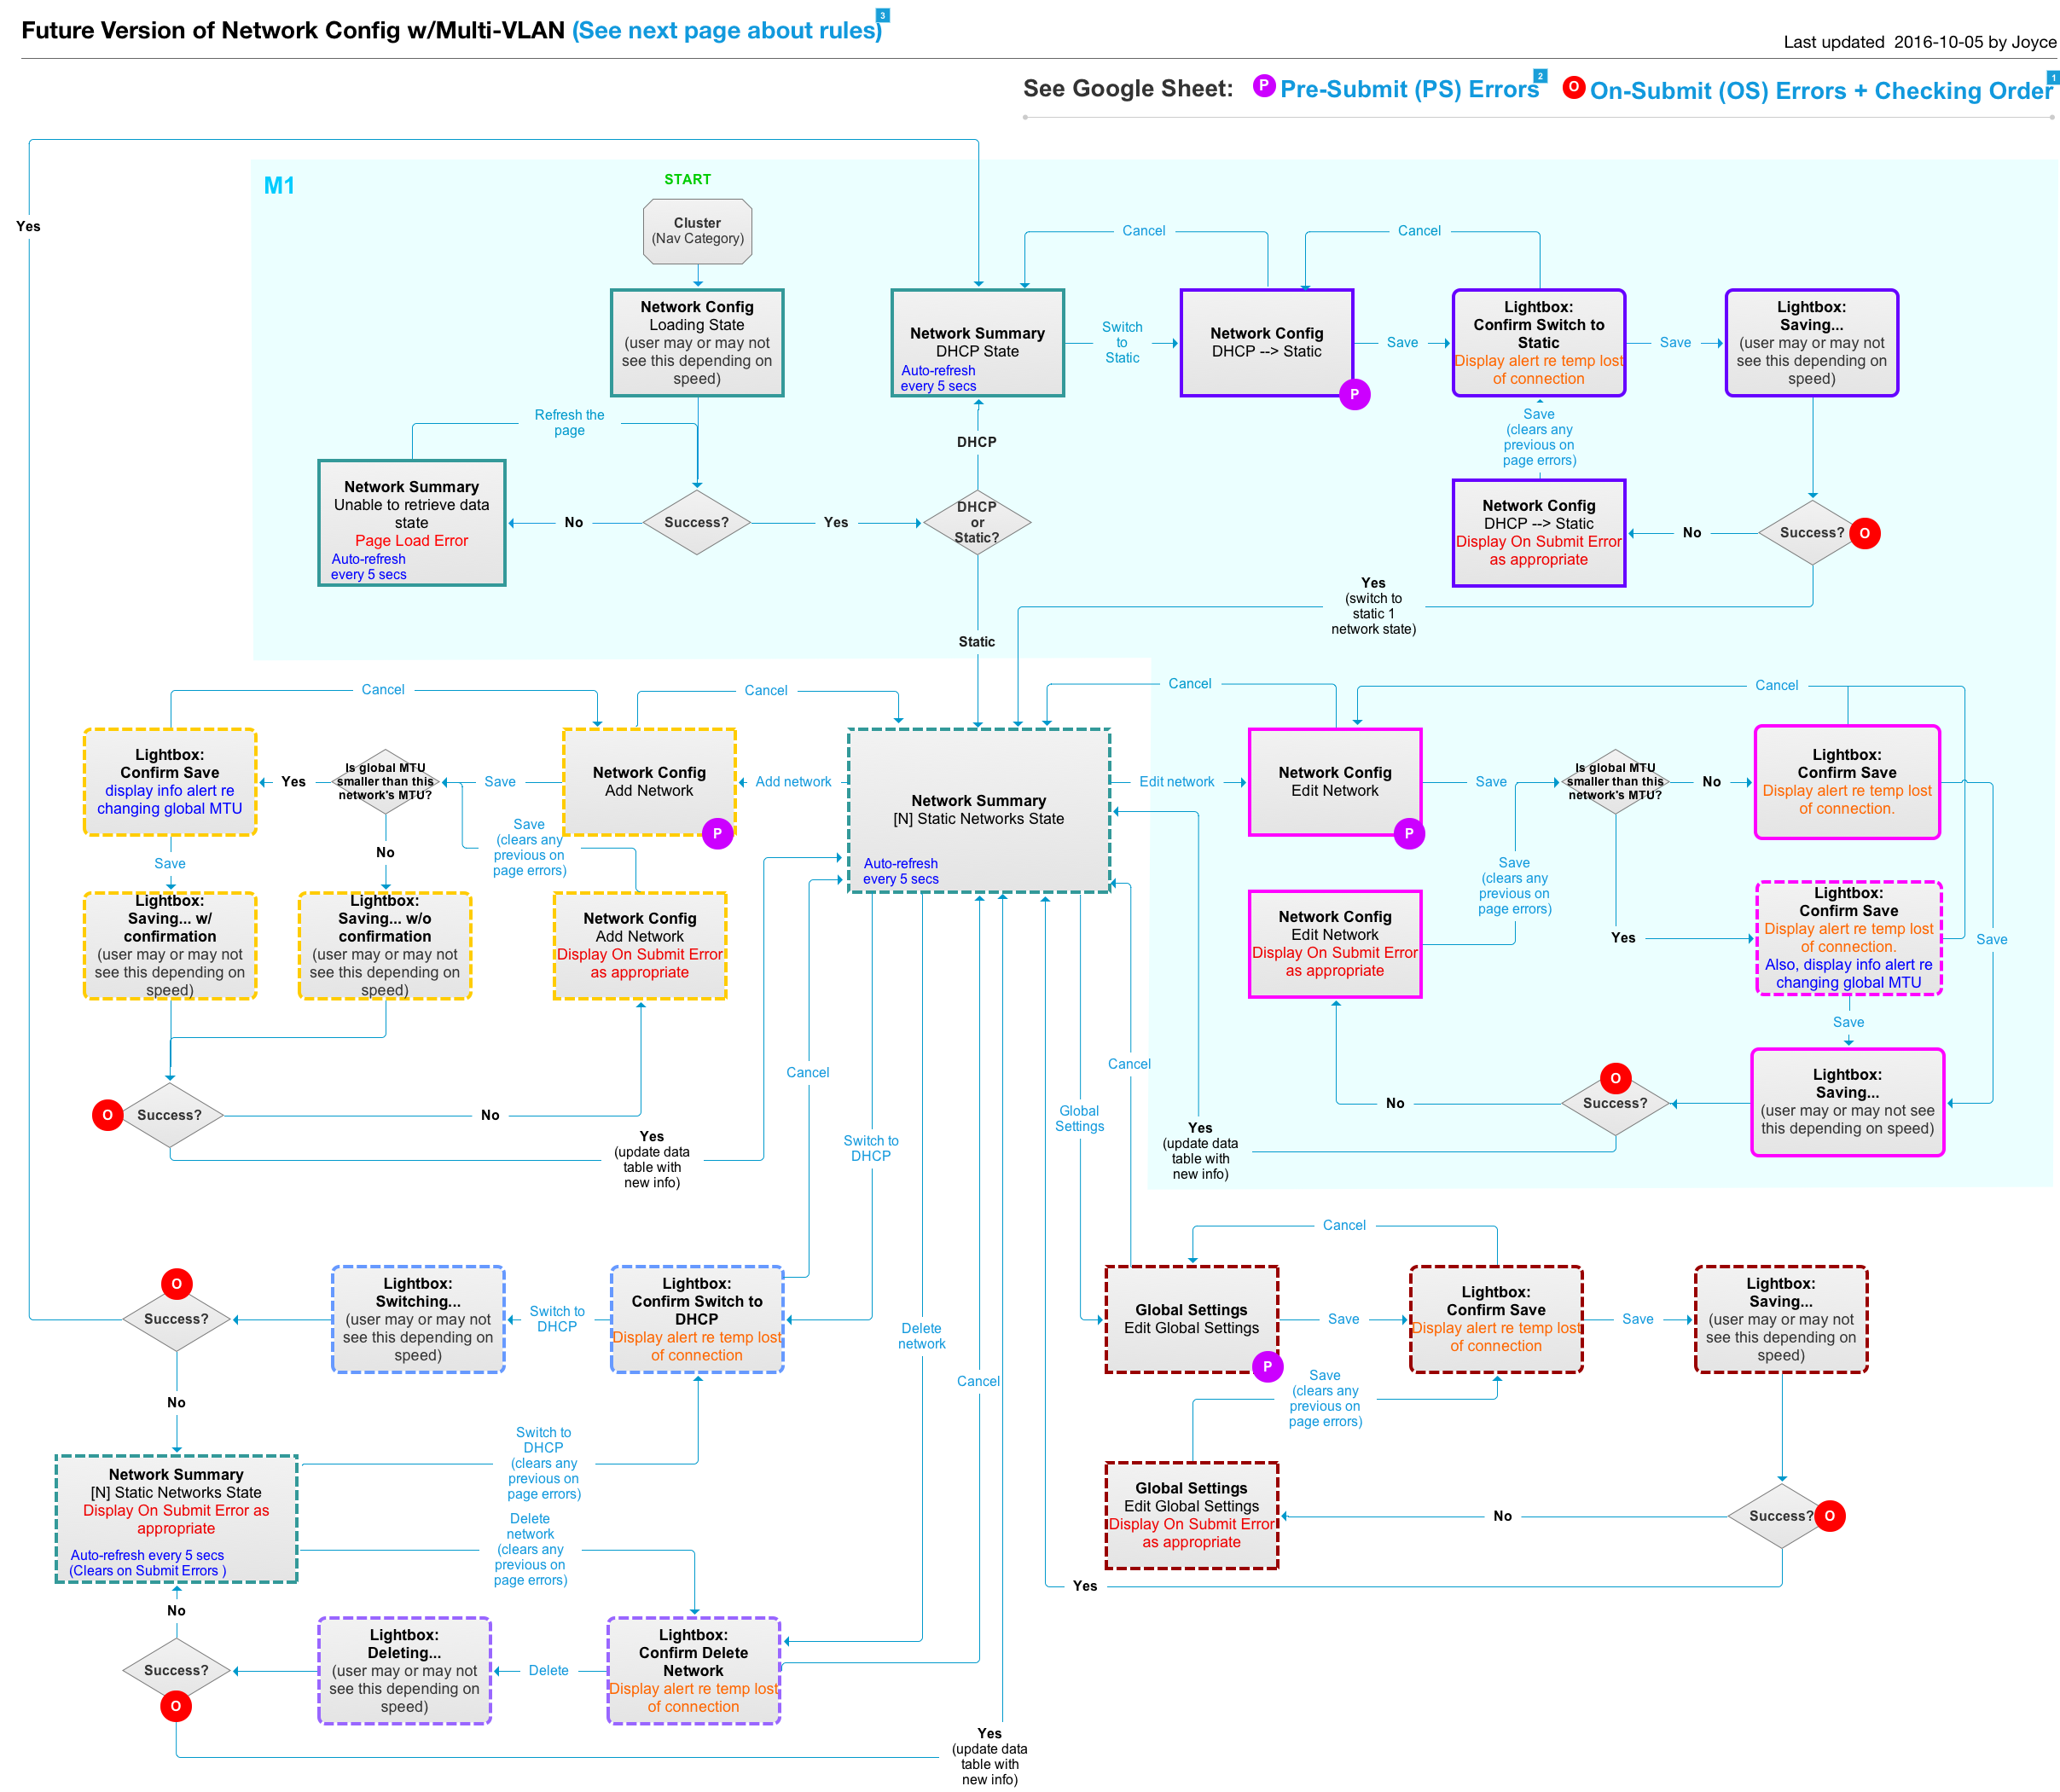 Future Version of Network Config w/Multi-VLAN (See next page about rules)
3
Last updated 2016-10-05 by Joyce
See Google Sheet:
P
Pre-Submit (PS) Errors
2
O
On-Submit (OS) Errors + Checking Order
1
M1
START
Yes
Cluster
(Nav Category)
Cancel
Cancel
Network Config
Loading State
(user may or may not
see this depending on
speed)
Network Summary
DHCP State
Auto-refresh
every 5 secs
Switch
to
Static
Network Config
DHCP --> Static
P
Save
Lightbox:
Confirm Switch to
Static
Display alert re temp lost
of connection
Save
Lightbox:
Saving...
(user may or may not
see this depending on
speed)
Refresh the
page
DHCP
Save
(clears any
previous on
page errors)
Network Summary
Unable to retrieve data
state
Page Load Error
Auto-refresh
every 5 secs
No
Success?
Yes
DHCP
or
Static?
Network Config
DHCP --> Static
Display On Submit Error
as appropriate
No
Success?
O
Yes
(switch to
static 1
network state)
Static
Cancel
Cancel
Cancel
Cancel
Lightbox:
Confirm Save
display info alert re
changing global MTU
Yes
Is global MTU
smaller than this
network's MTU?
Save
Network Config
Add Network
P
Add network
Network Summary
[N] Static Networks State
Auto-refresh
every 5 secs
Edit network
Network Config
Edit Network
P
Save
Is global MTU
smaller than this
network's MTU?
No
Lightbox:
Confirm Save
Display alert re temp lost
of connection.
Save
No
Save
(clears any
previous on
page errors)
Save
(clears any
previous on
page errors)
Lightbox:
Saving... w/
confirmation
(user may or may not
see this depending on
speed)
Lightbox:
Saving... w/o
confirmation
(user may or may not
see this depending on
speed)
Network Config
Add Network
Display On Submit Error
as appropriate
Network Config
Edit Network
Display On Submit Error
as appropriate
Yes
Lightbox:
Confirm Save
Display alert re temp lost
of connection.
Also, display info alert re
changing global MTU
Save
Save
Cancel
Cancel
O
Success?
No
Yes
(update data
table with
new info)
Switch to
DHCP
Global
Settings
Yes
(update data
table with
new info)
No
O
Success?
Lightbox:
Saving...
(user may or may not see
this depending on speed)
Cancel
O
Success?
Lightbox:
Switching...
(user may or may not
see this depending on
speed)
Switch to
DHCP
Lightbox:
Confirm Switch to
DHCP
Display alert re temp lost
of connection
Delete
network
Global Settings
Edit Global Settings
P
Save
Lightbox:
Confirm Save
Display alert re temp lost
of connection
Save
Lightbox:
Saving...
(user may or may not
see this depending on
speed)
No
Cancel
Save
(clears any
previous on
page errors)
Switch to
DHCP
(clears any
previous on
page errors)
Network Summary
[N] Static Networks State
Display On Submit Error as
appropriate
Auto-refresh every 5 secs
(Clears on Submit Errors )
Global Settings
Edit Global Settings
Display On Submit Error
as appropriate
No
Success?
O
Delete
network
(clears any
previous on
page errors)
Yes
No
Success?
O
Lightbox:
Deleting...
(user may or may not
see this depending on
speed)
Delete
Lightbox:
Confirm Delete
Network
Display alert re temp lost
of connection
Yes
(update data
table with
new info)